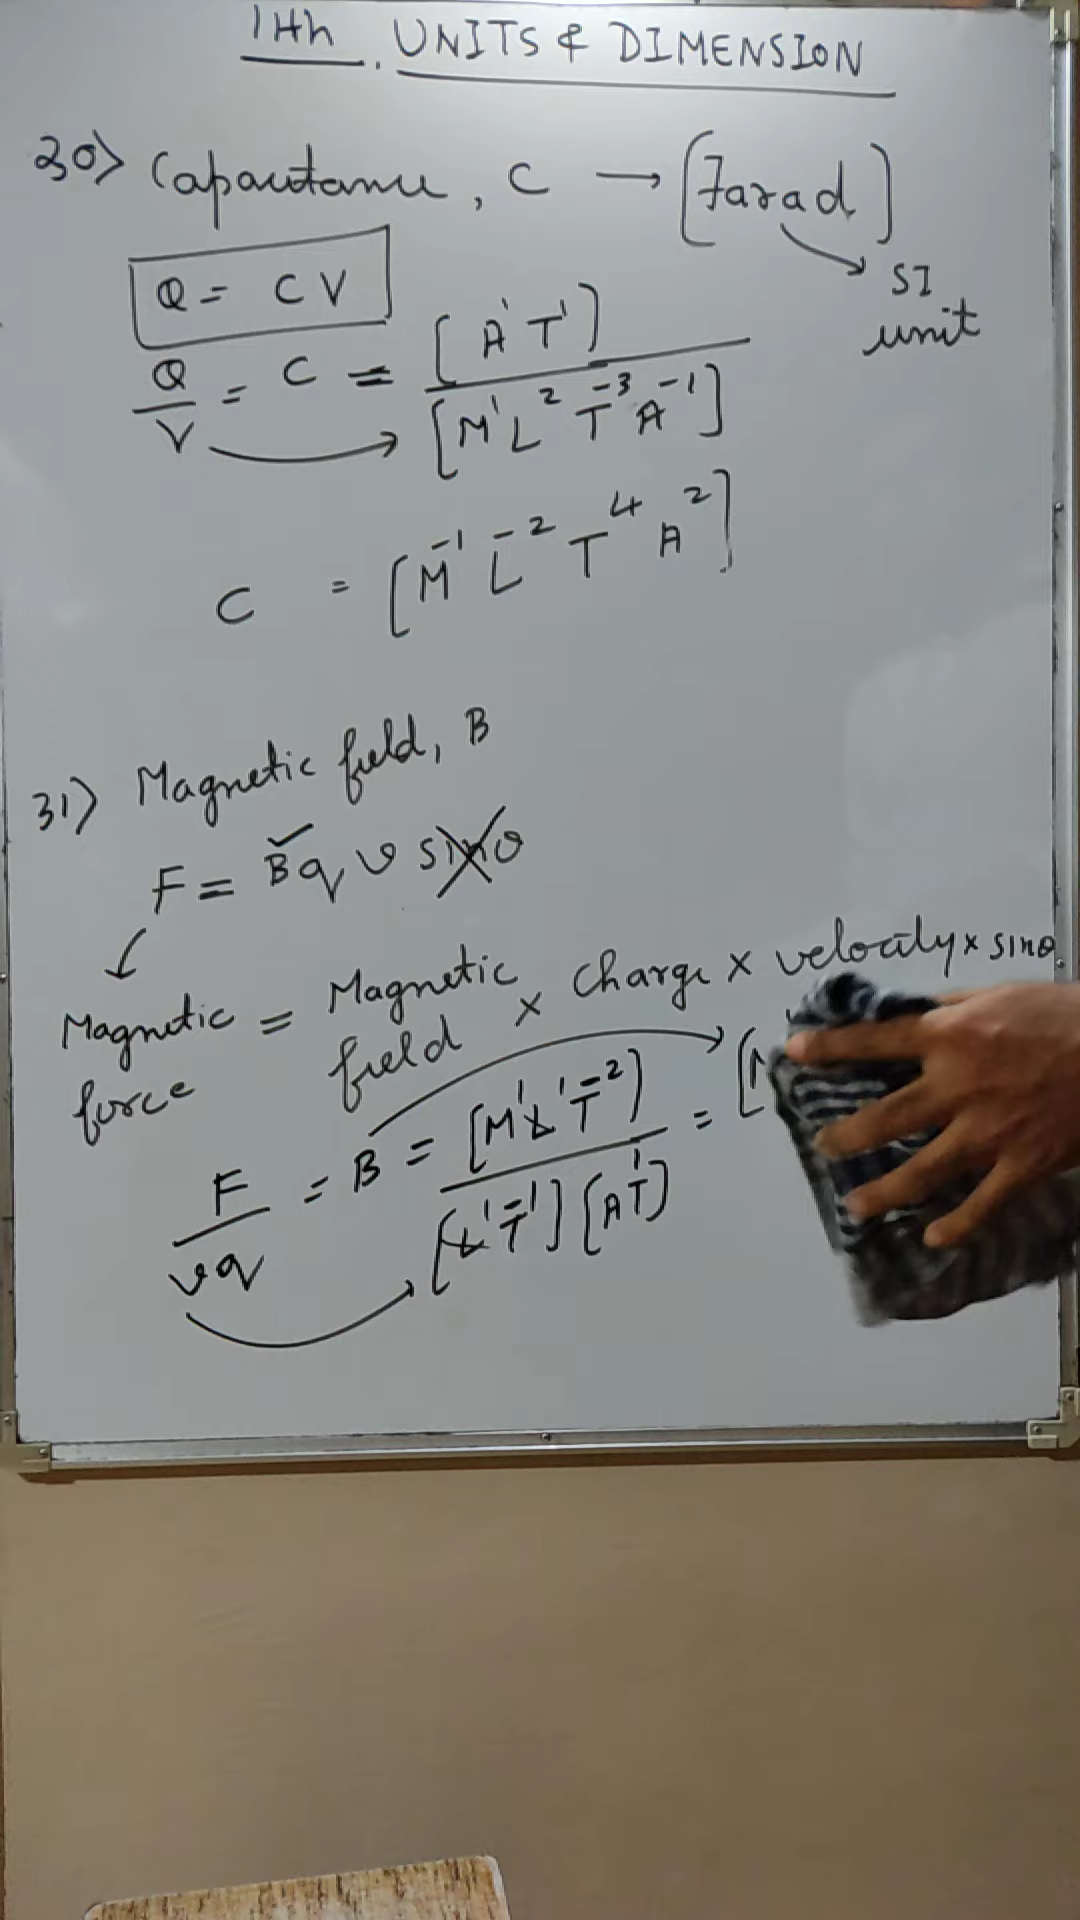 11th. UNITS & DIMENSION
30) Capacitance, C → [Farad]
SI unit
Q = CV
Q/V = C = [A¹T¹] / [M¹L²T⁻³A⁻¹]
C = [M⁻¹L⁻²T⁴A²]
31) Magnetic field, B
F = Bqv sinθ
Magnetic force = Magnetic field × charge × velocity × sinθ
F/vq = B = [M¹L¹T⁻²] / [L¹T⁻¹][AT¹] = [M